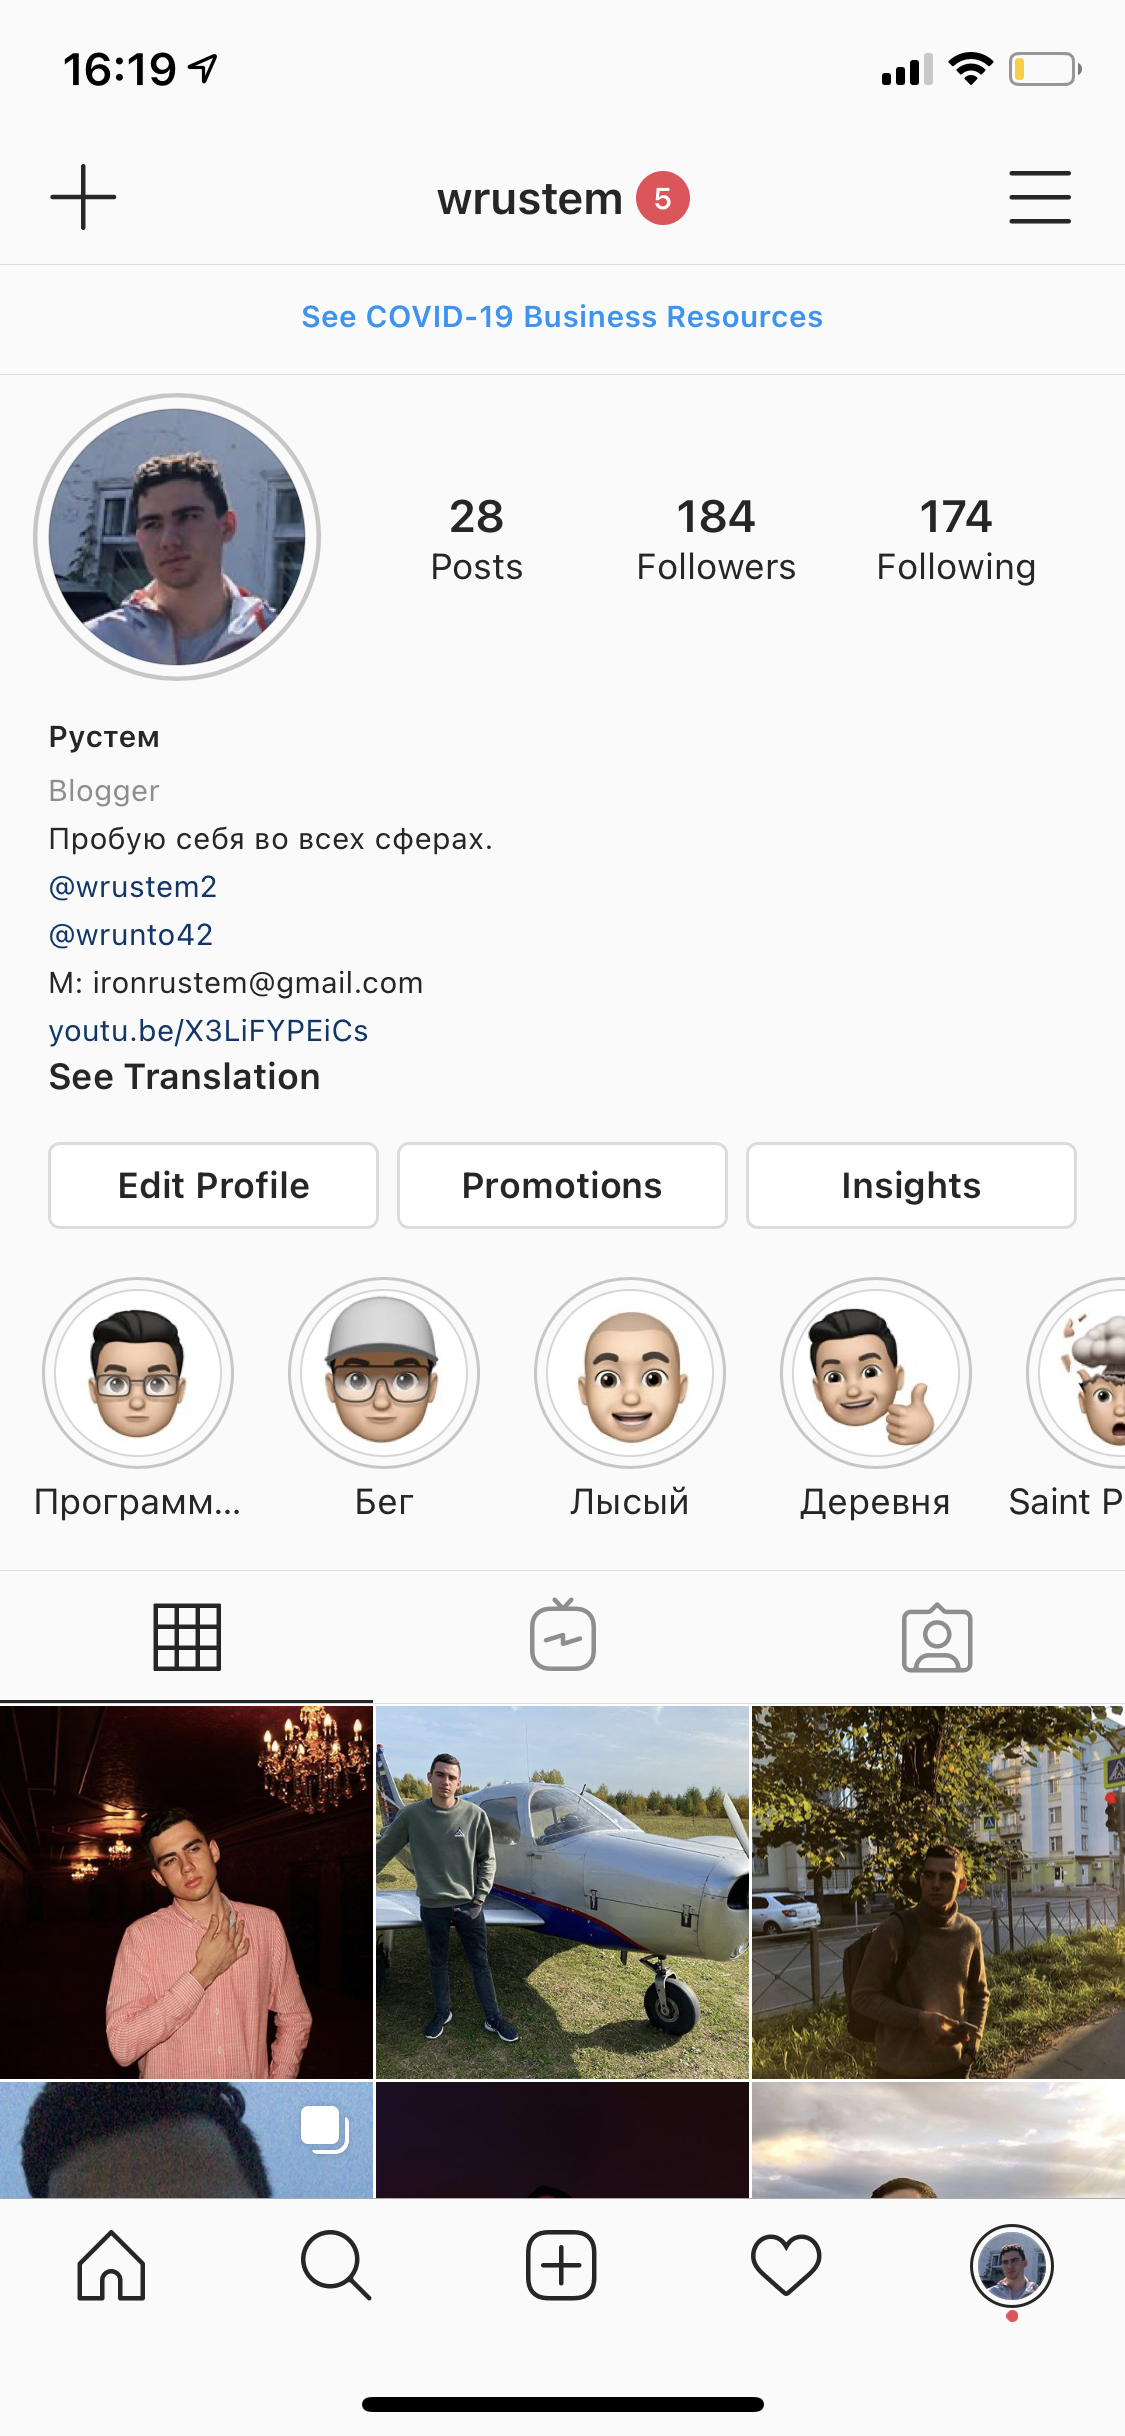 16:19
wrustem 5
See COVID-19 Business Resources
28 184 174
Posts Followers Following
Рустем
Blogger
Пробую себя во всех сферах.
@wrustem2
@wrunto42
M: ironrustem@gmail.com
youtu.be/X3LiFYPEiCs
See Translation
Edit Profile Promotions Insights
Программ... Бег Лысый Деревня Saint P